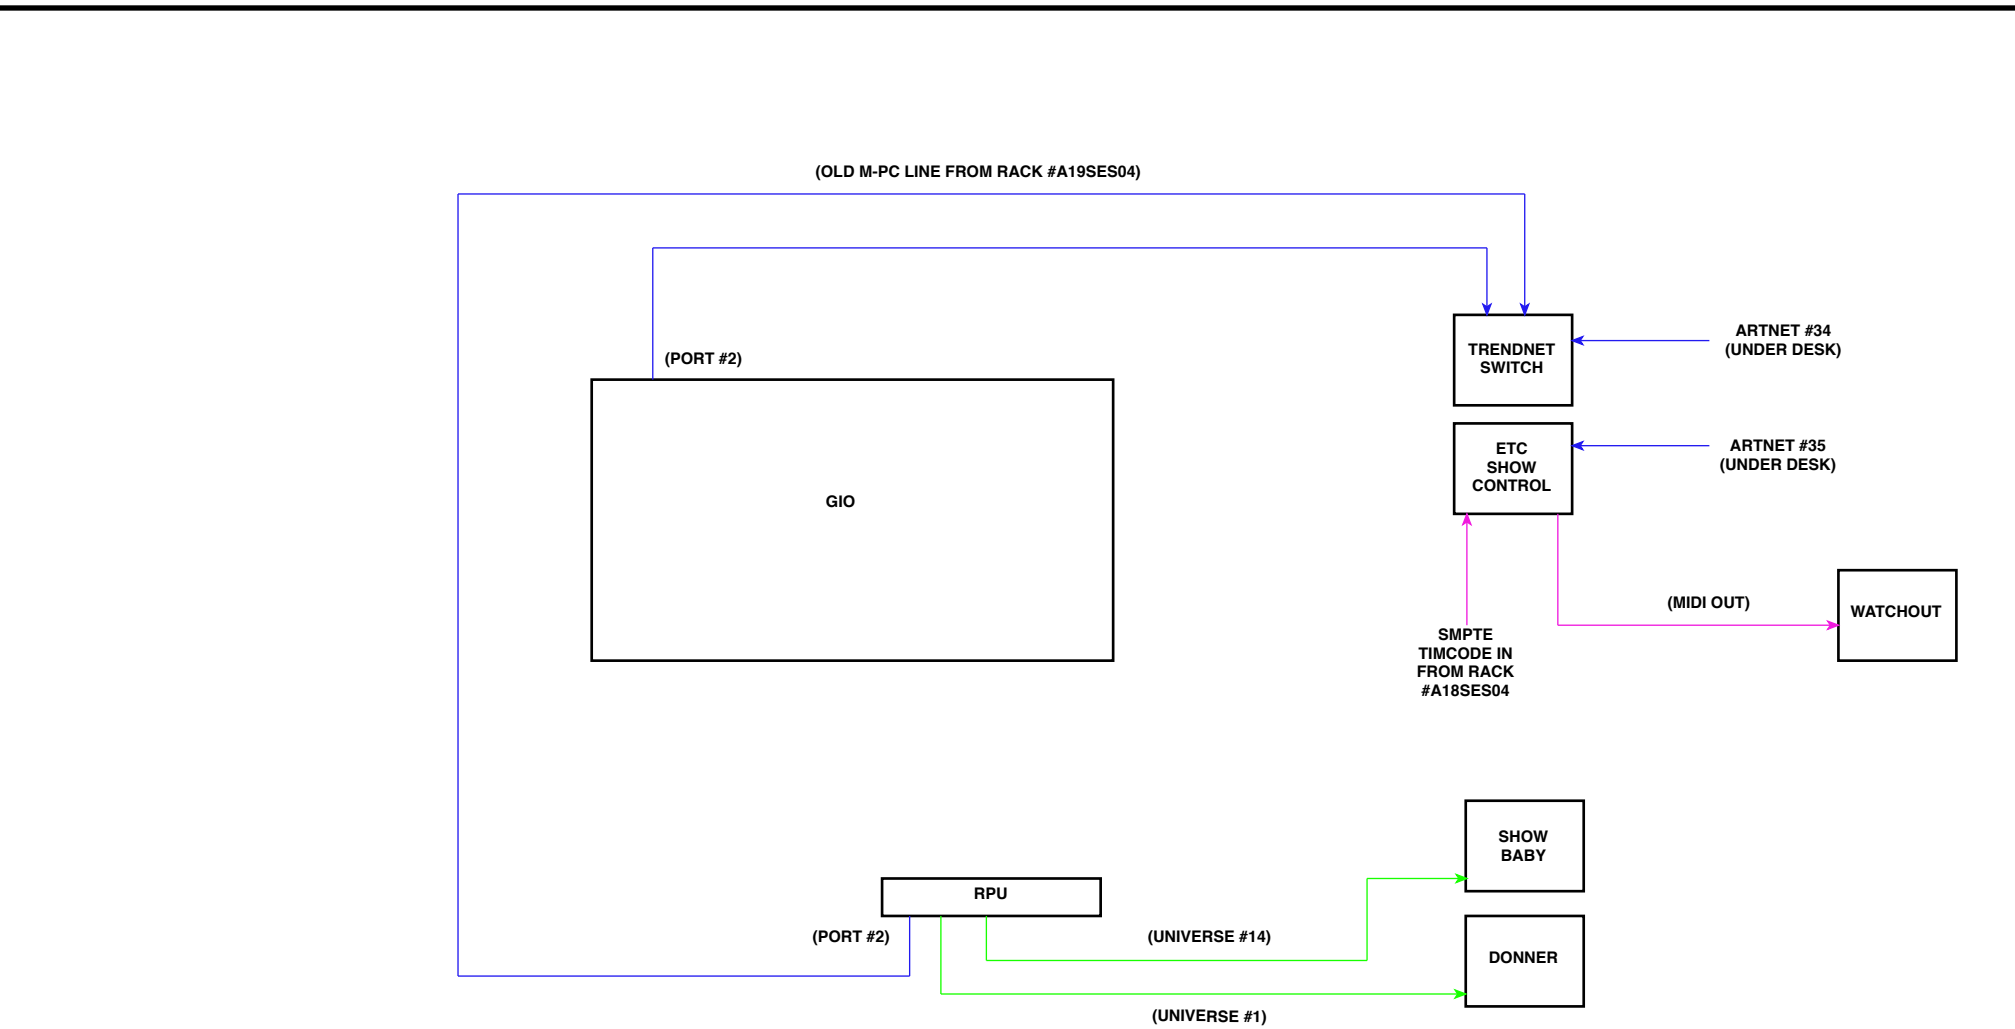 (OLD M-PC LINE FROM RACK #A19SES04)
(PORT #2)
TRENDNET
SWITCH
ARTNET #34
(UNDER DESK)
ETC
SHOW
CONTROL
ARTNET #35
(UNDER DESK)
GIO
(MIDI OUT)
WATCHOUT
SMPTE
TIMCODE IN
FROM RACK
#A18SES04
SHOW
BABY
RPU
(PORT #2)
(UNIVERSE #14)
DONNER
(UNIVERSE #1)